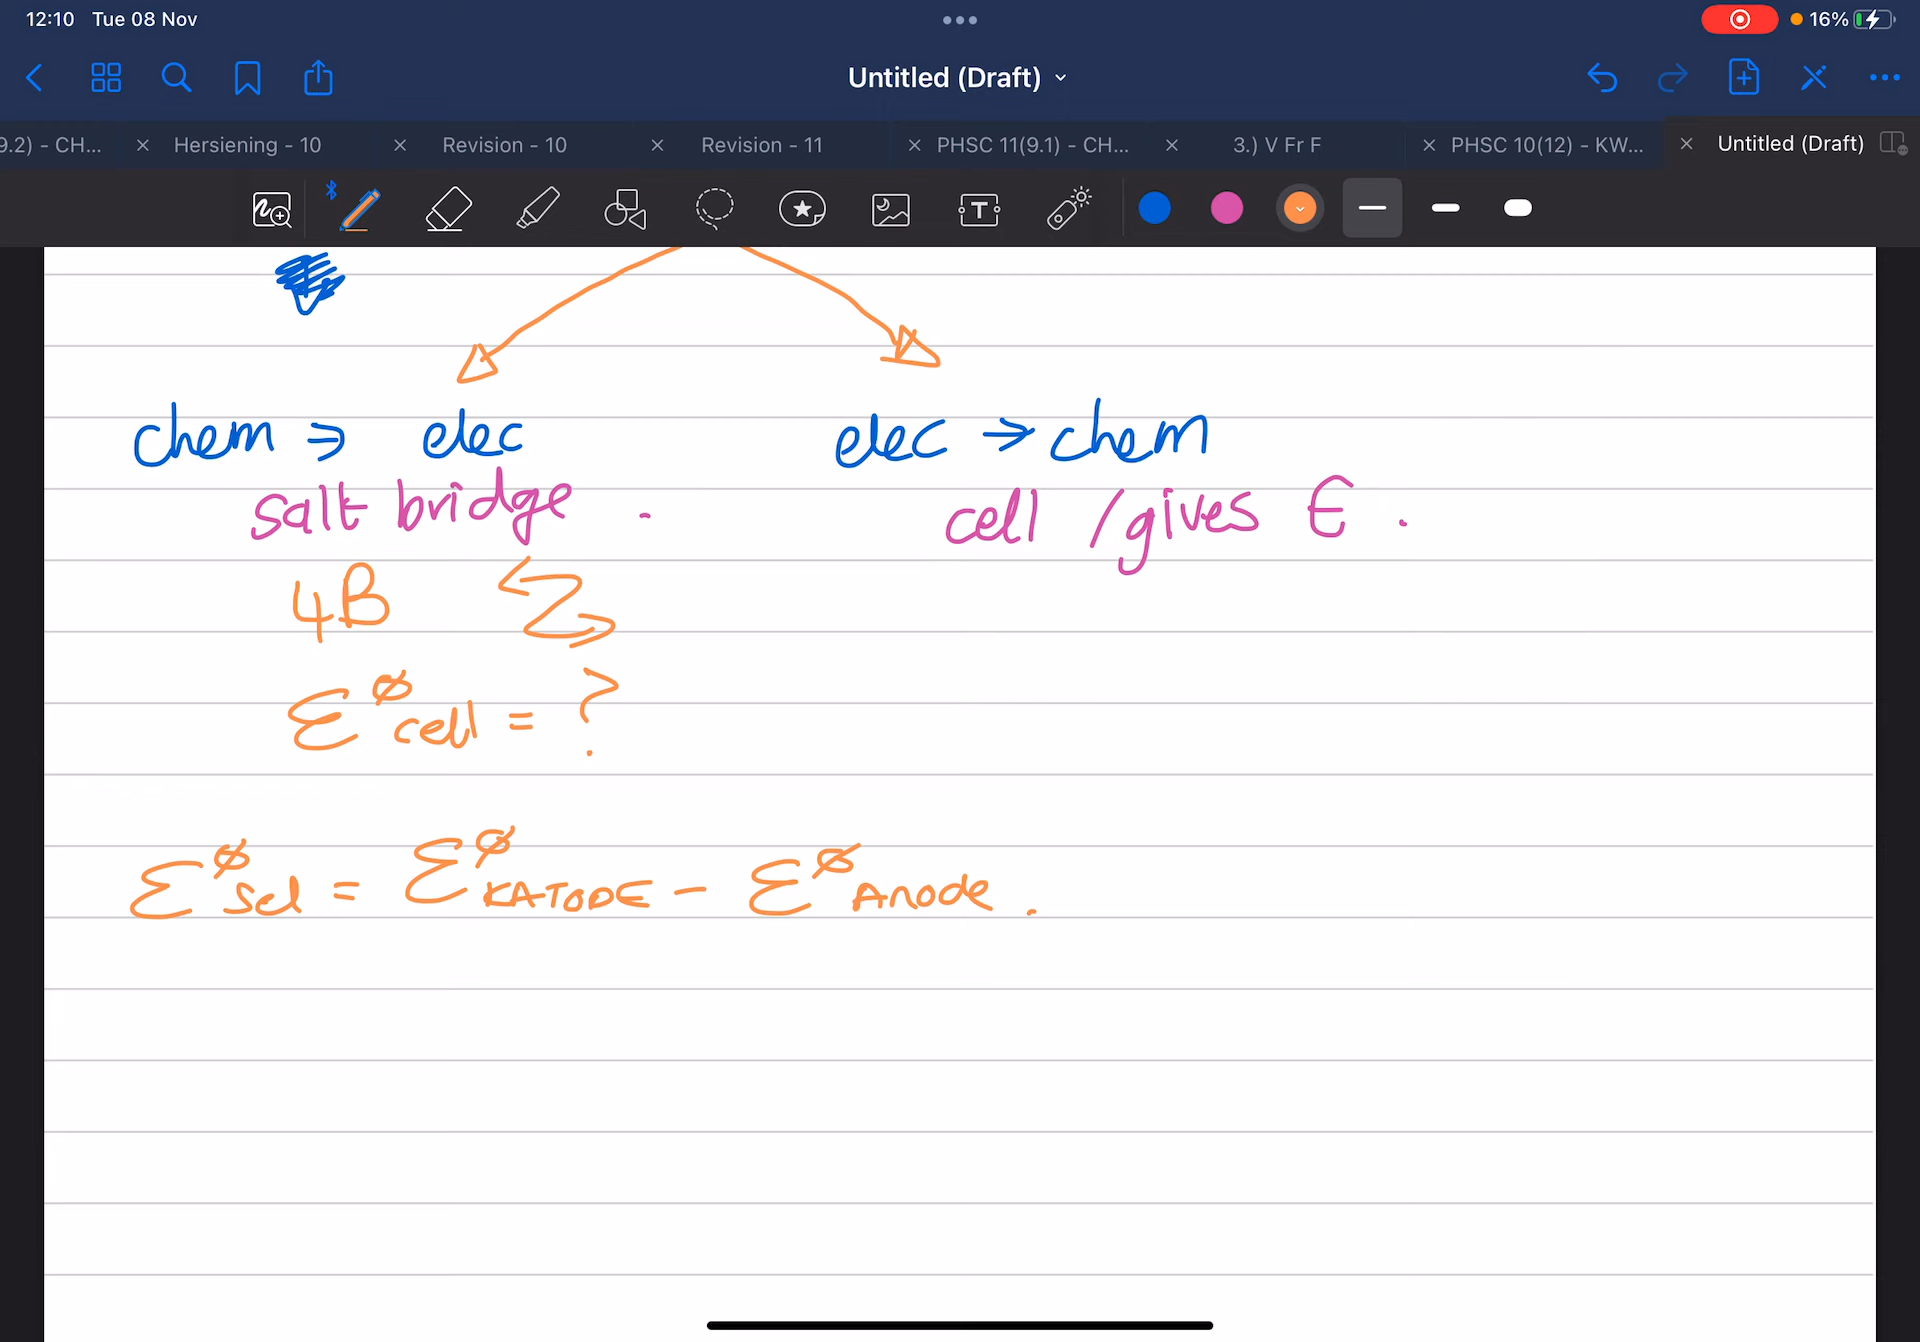 12:10 Tue 08 Nov
16%
Untitled (Draft)
9.2) - CH... Hersiening - 10 Revision - 10 Revision - 11 PHSC 11(9.1) - CH... 3.) V Fr F PHSC 10(12) - KW... Untitled (Draft)
chem ⇒ elec
elec → chem
salt bridge .
cell / gives E .
4B
Ɛ°cell = ?
Ɛ°sel = Ɛ°KATODE - Ɛ°Anode .